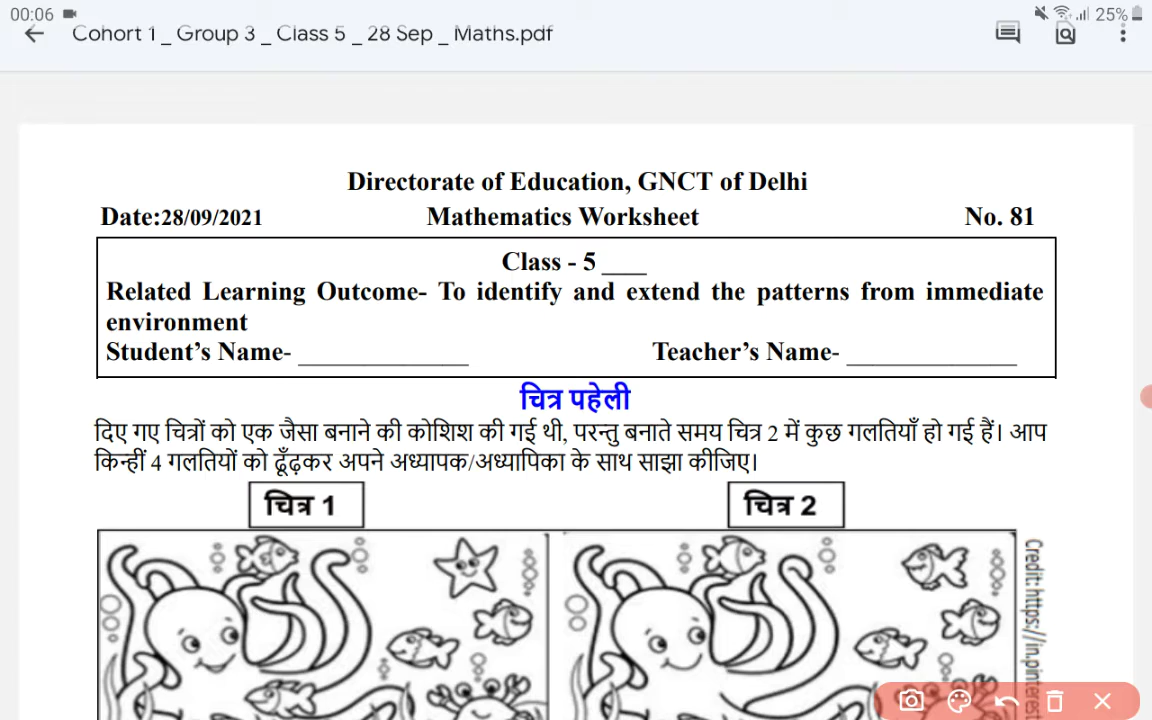 00:06
25%
Cohort 1 _ Group 3 _ Class 5 _ 28 Sep _ Maths.pdf
Directorate of Education, GNCT of Delhi
Date:28/09/2021 Mathematics Worksheet No. 81
Class - 5 ____
Related Learning Outcome- To identify and extend the patterns from immediate
environment
Student’s Name- _____________ Teacher’s Name- _____________
चित्र पहेली
दिए गए चित्रों को एक जैसा बनाने की कोशिश की गई थी, परन्तु बनाते समय चित्र 2 में कुछ गलतियाँ हो गई हैं। आप
किन्हीं 4 गलतियों को ढूँढ़कर अपने अध्यापक/अध्यापिका के साथ साझा कीजिए।
चित्र 1 चित्र 2
Credit:https://in.pinterest